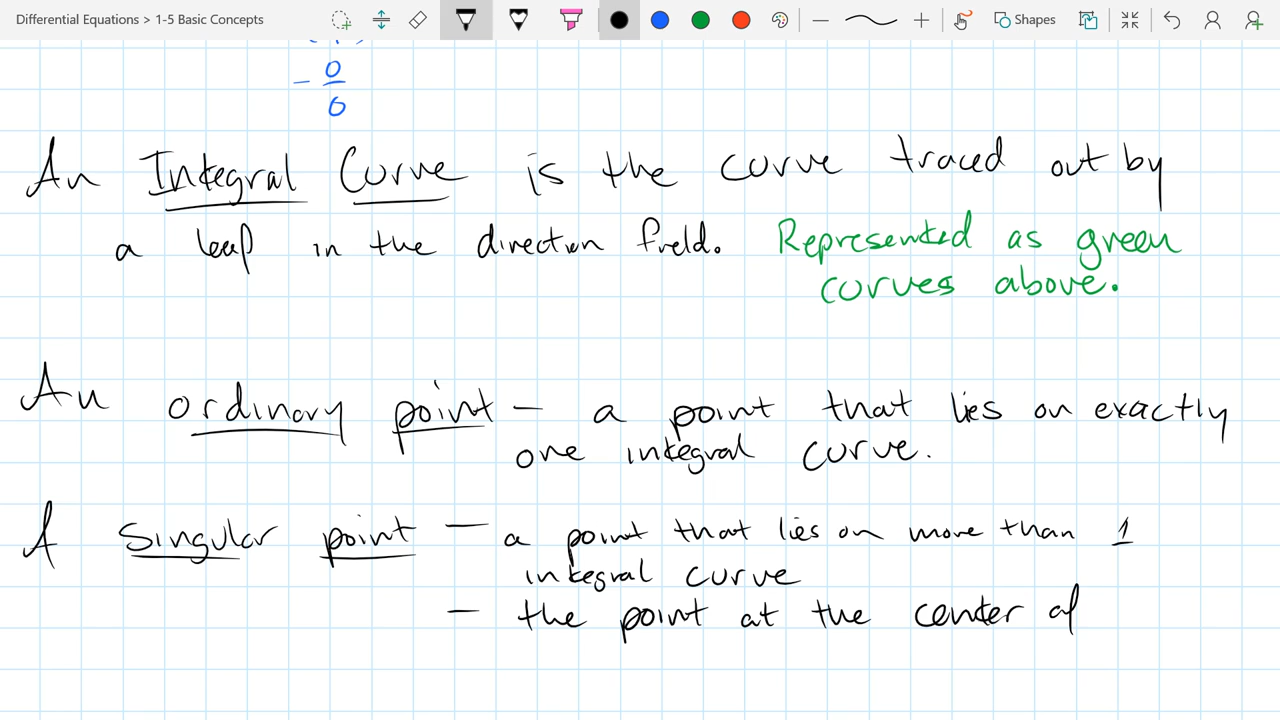 Differential Equations > 1-5 Basic Concepts
Shapes
- 0
0
An Integral Curve is the curve traced out by
a leaf in the direction field. Represented as green
curves above.
An ordinary point - a point that lies on exactly
one integral curve.
A singular point - a point that lies on more than 1
integral curve
- the point at the center of